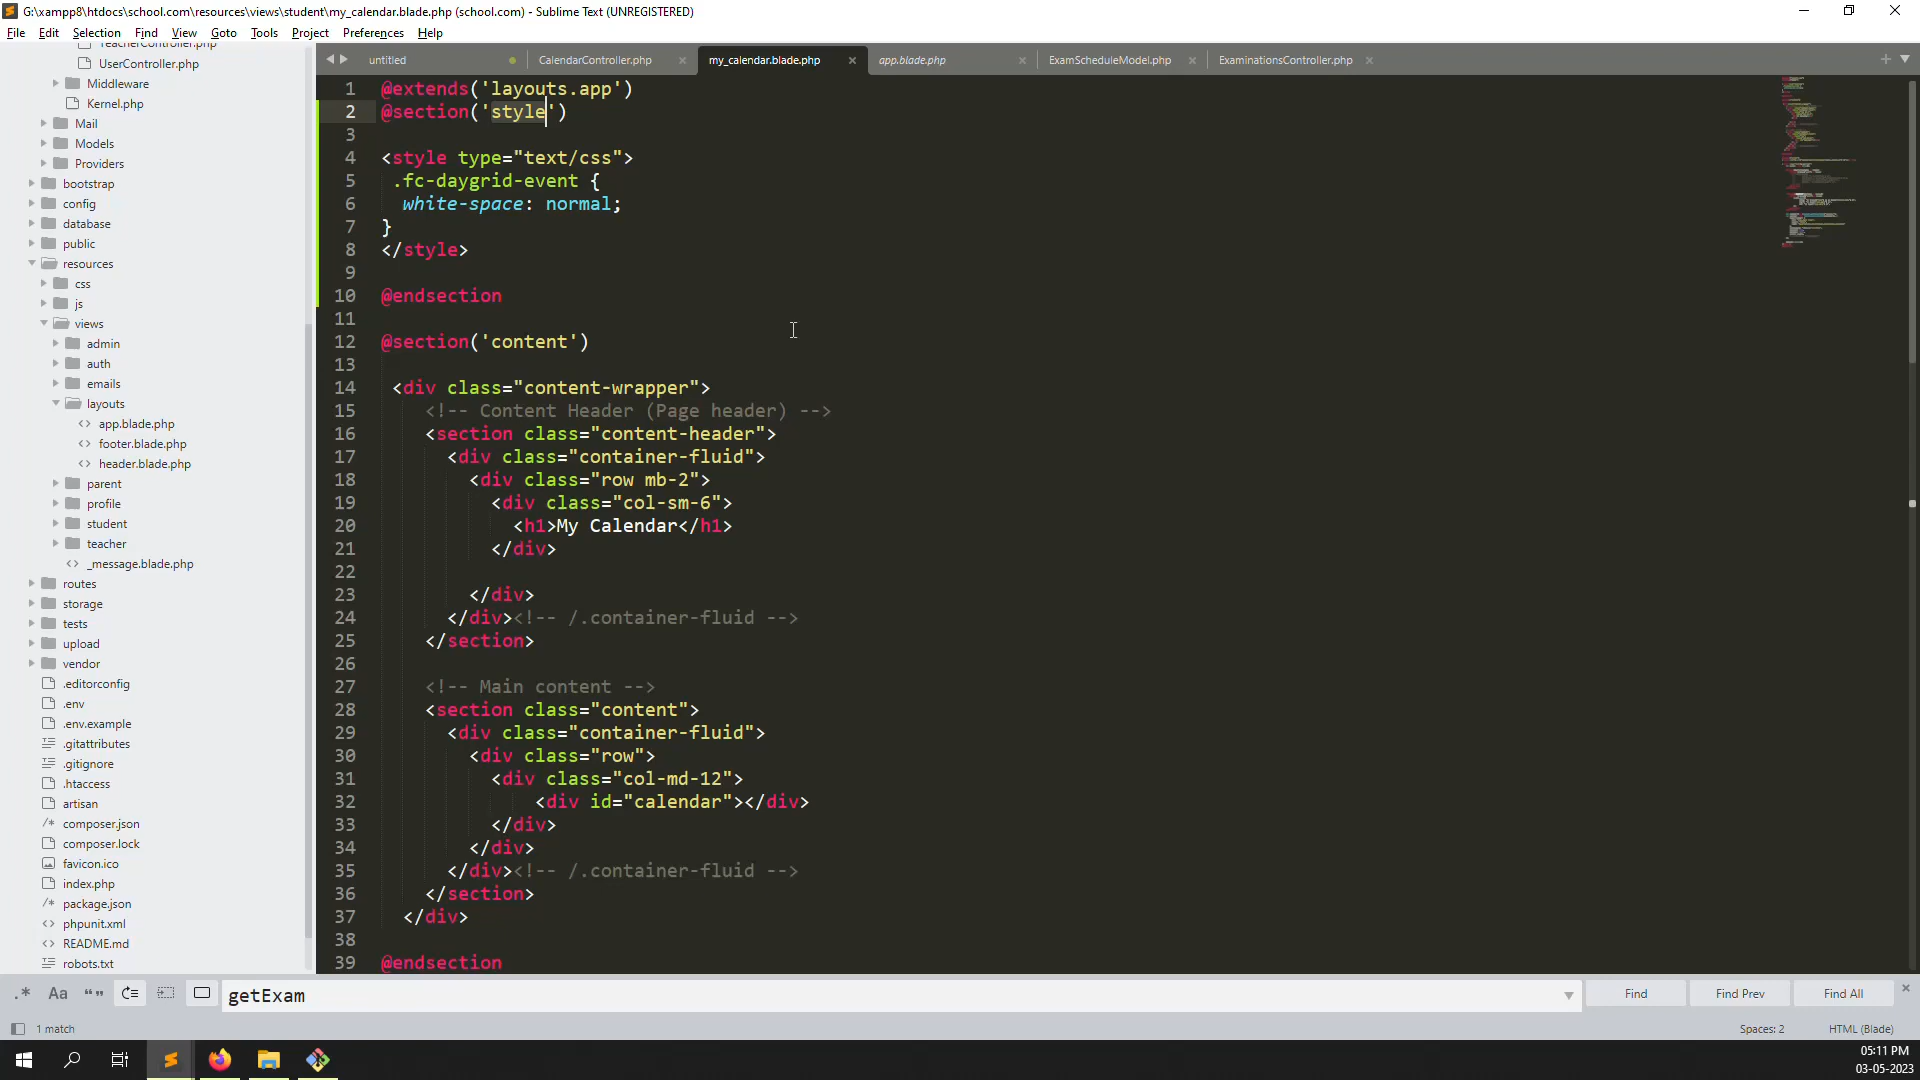 G:\xampp8\htdocs\school.com\resources\views\student\my_calendar.blade.php (school.com) - Sublime Text (UNREGISTERED)
File Edit Selection Find View Goto Tools Project Preferences Help
TeacherController.php
UserController.php
Middleware
Kernel.php
Mail
Models
Providers
bootstrap
config
database
public
resources
css
js
views
admin
auth
emails
layouts
app.blade.php
footer.blade.php
header.blade.php
parent
profile
student
teacher
_message.blade.php
routes
storage
tests
upload
vendor
.editorconfig
.env
.env.example
.gitattributes
.gitignore
.htaccess
artisan
composer.json
composer.lock
favicon.ico
index.php
package.json
phpunit.xml
README.md
robots.txt
untitled CalendarController.php my_calendar.blade.php app.blade.php ExamScheduleModel.php ExaminationsController.php
1 @extends('layouts.app')
2 @section('style')
3
4 <style type="text/css">
5 .fc-daygrid-event {
6 white-space: normal;
7 }
8 </style>
9
10 @endsection
11
12 @section('content')
13
14 <div class="content-wrapper">
15 <!-- Content Header (Page header) -->
16 <section class="content-header">
17 <div class="container-fluid">
18 <div class="row mb-2">
19 <div class="col-sm-6">
20 <h1>My Calendar</h1>
21 </div>
22
23 </div>
24 </div><!-- /.container-fluid -->
25 </section>
26
27 <!-- Main content -->
28 <section class="content">
29 <div class="container-fluid">
30 <div class="row">
31 <div class="col-md-12">
32 <div id="calendar"></div>
33 </div>
34 </div>
35 </div><!-- /.container-fluid -->
36 </section>
37 </div>
38
39 @endsection
.* Aa “” getExam Find Find Prev Find All
1 match Spaces: 2 HTML (Blade)
05:11 PM
03-05-2023